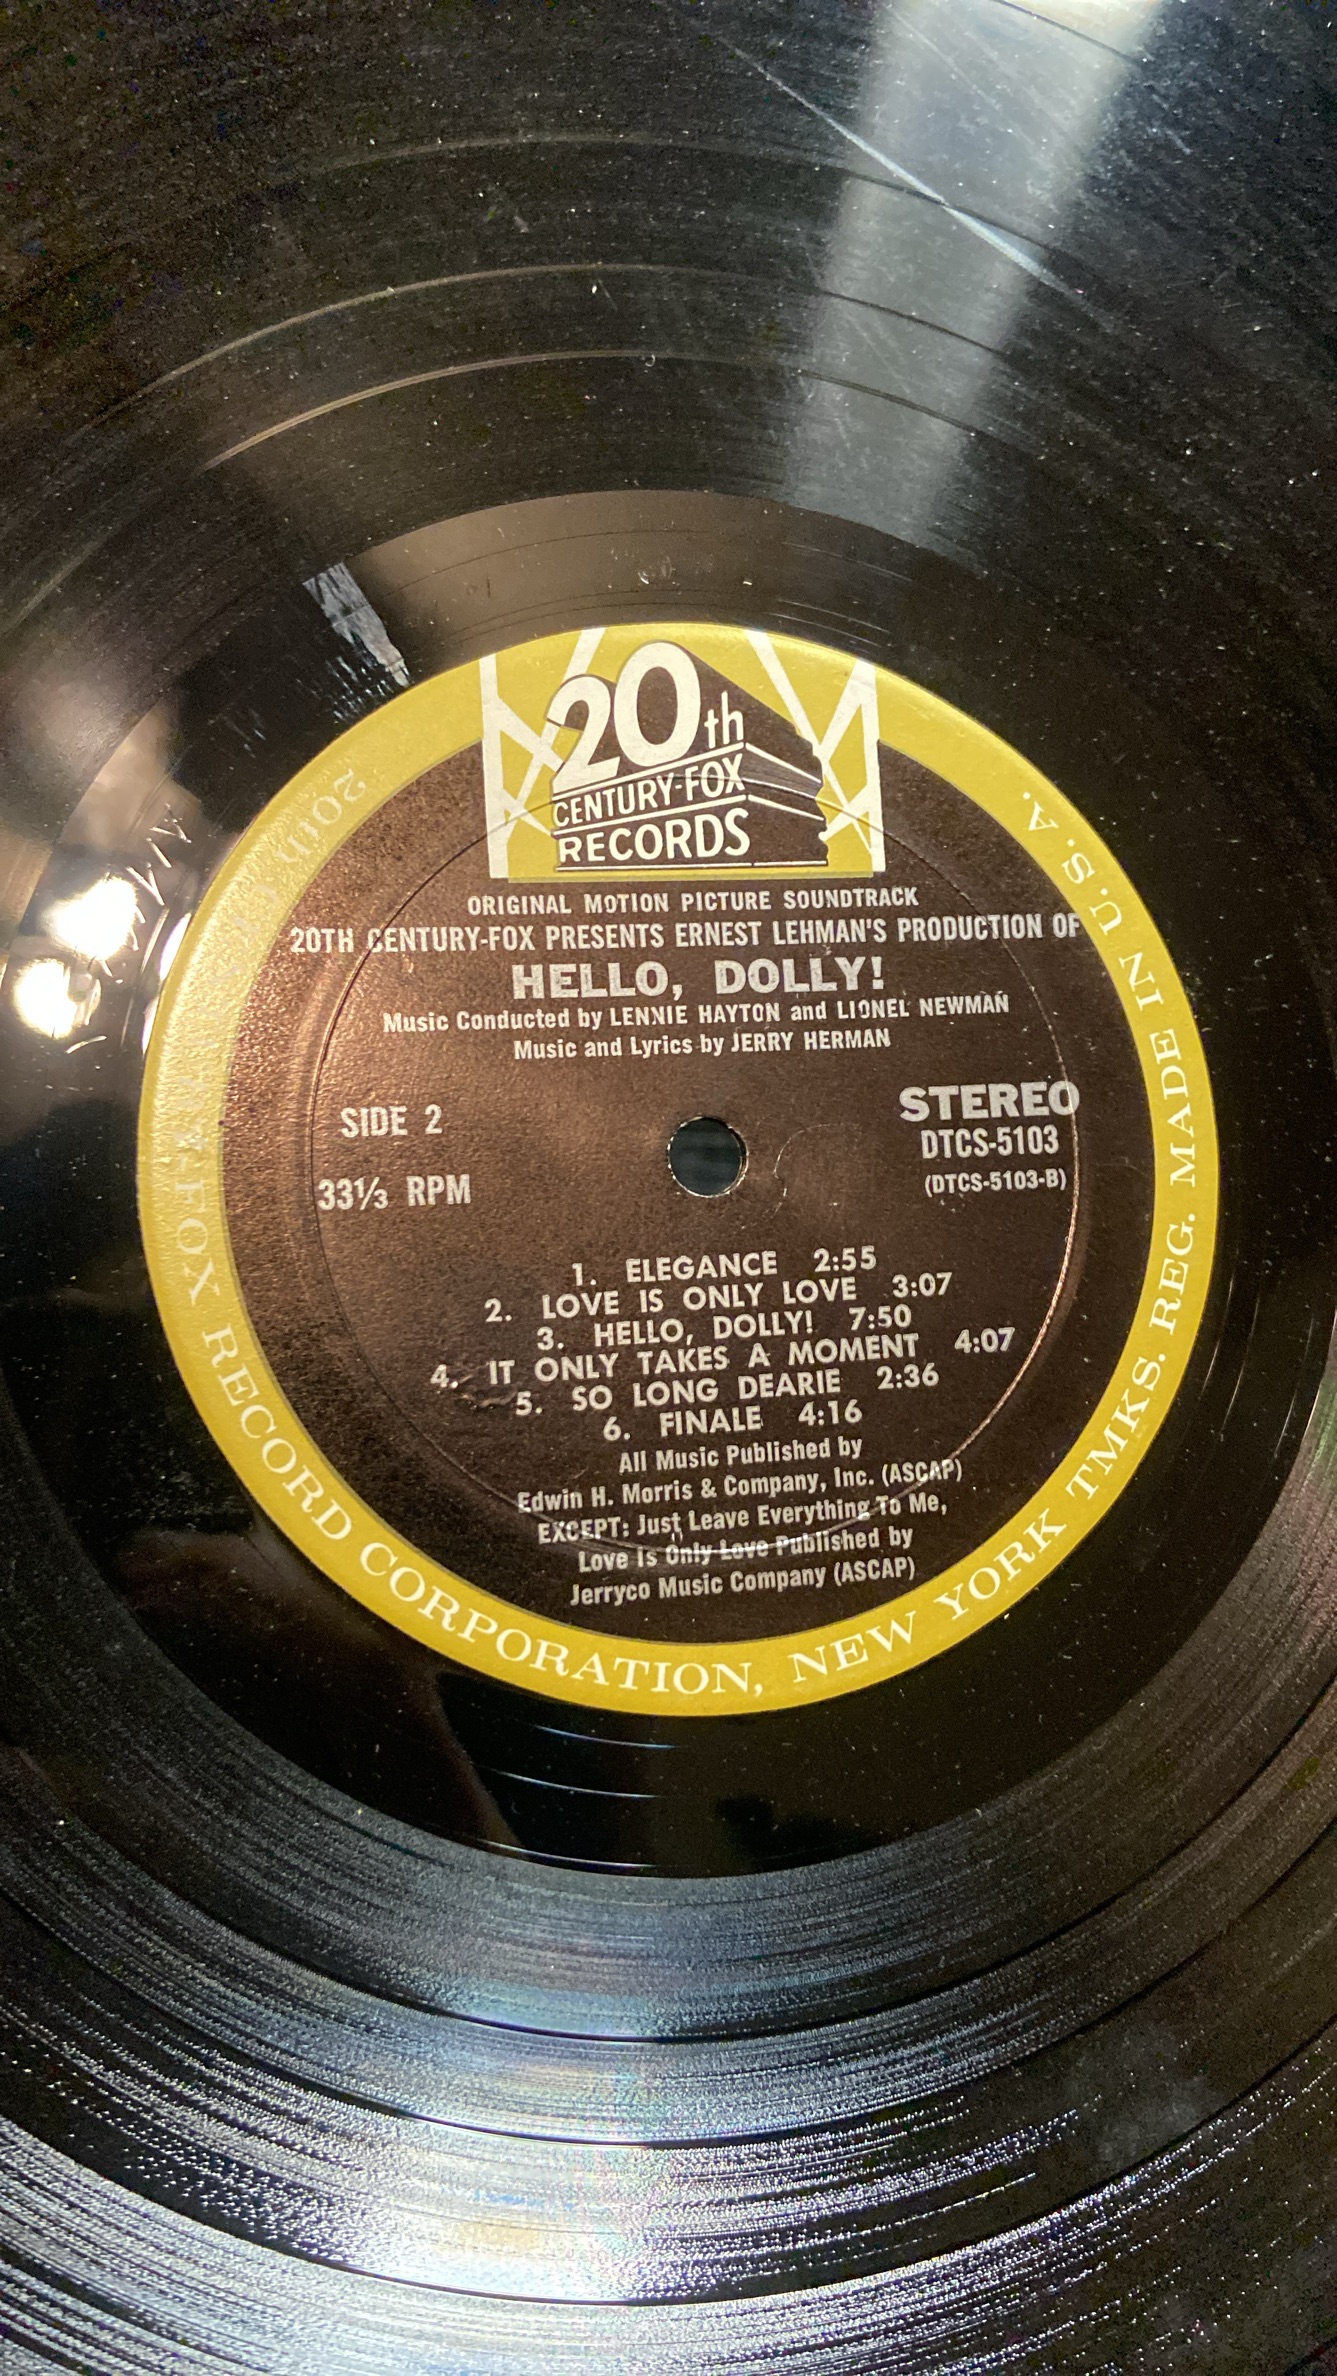 20th
CENTURY-FOX
RECORDS
ORIGINAL MOTION PICTURE SOUNDTRACK
20TH CENTURY-FOX PRESENTS ERNEST LEHMAN'S PRODUCTION OF
HELLO, DOLLY!
Music Conducted by LENNIE HAYTON and LIONEL NEWMAN
Music and Lyrics by JERRY HERMAN
SIDE 2
33⅓ RPM
STEREO
DTCS-5103
(DTCS-5103-B)
1. ELEGANCE 2:55
2. LOVE IS ONLY LOVE 3:07
3. HELLO, DOLLY! 7:50
4. IT ONLY TAKES A MOMENT 4:07
5. SO LONG DEARIE 2:36
6. FINALE 4:16
All Music Published by
Edwin H. Morris & Company, Inc. (ASCAP)
EXCEPT: Just Leave Everything To Me,
Love Is Only Love Published by
Jerryco Music Company (ASCAP)
20th CENTURY-FOX RECORD CORPORATION, NEW YORK TMKS. REG. MADE IN U.S.A.